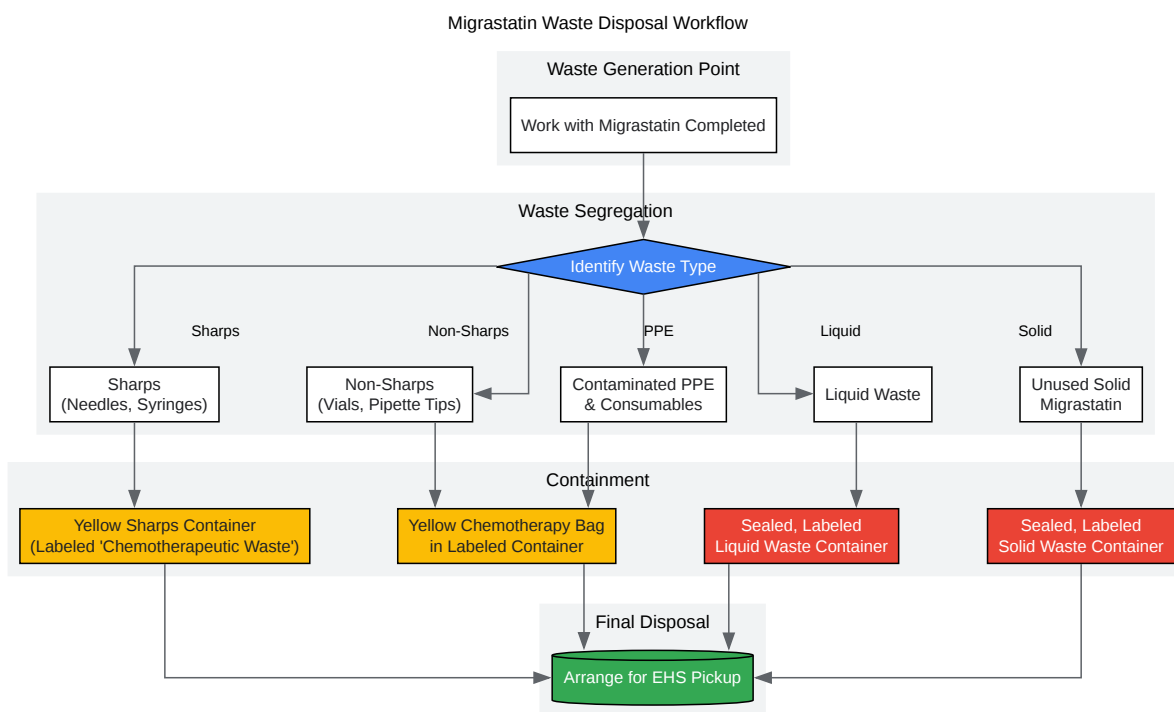 Migrastatin Waste Disposal Workflow
Waste Generation Point
Work with Migrastatin Completed
Waste Segregation
Identify Waste Type
Sharps
Non-Sharps
PPE
Liquid
Solid
Sharps
(Needles, Syringes)
Non-Sharps
(Vials, Pipette Tips)
Contaminated PPE
& Consumables
Liquid Waste
Unused Solid
Migrastatin
Containment
Yellow Sharps Container
(Labeled 'Chemotherapeutic Waste')
Yellow Chemotherapy Bag
in Labeled Container
Sealed, Labeled
Liquid Waste Container
Sealed, Labeled
Solid Waste Container
Final Disposal
Arrange for EHS Pickup